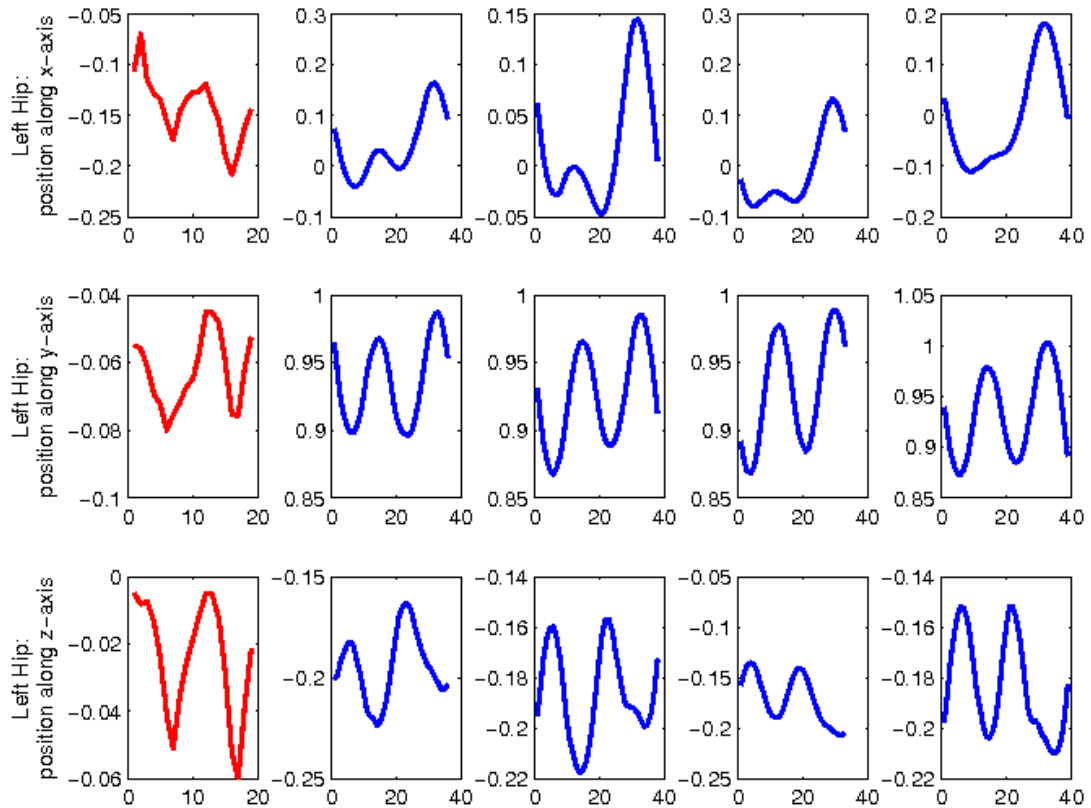 Left Hip:
position along x−axis
−0.05 0.3 0.15 0.3 0.2
−0.1 0.2 0.1 0.2 0.1
−0.15 0.1 0.05 0.1 0
−0.2 0 0 0 −0.1
−0.25 −0.1 −0.05 −0.1 −0.2
0 10 20 0 20 40 0 20 40 0 20 40 0 20 40
Left Hip:
position along y−axis
−0.04 1 1 1 1.05
1
−0.06 0.95 0.95 0.95 0.95
−0.08 0.9 0.9 0.9 0.9
−0.1 0.85 0.85 0.85 0.85
0 10 20 0 20 40 0 20 40 0 20 40 0 20 40
Left Hip:
position along z−axis
0 −0.15 −0.14 −0.05 −0.14
−0.02 −0.16 −0.1 −0.16
−0.2 −0.18 −0.15 −0.18
−0.04 −0.2 −0.2 −0.2
−0.06 −0.25 −0.22 −0.25 −0.22
0 10 20 0 20 40 0 20 40 0 20 40 0 20 40